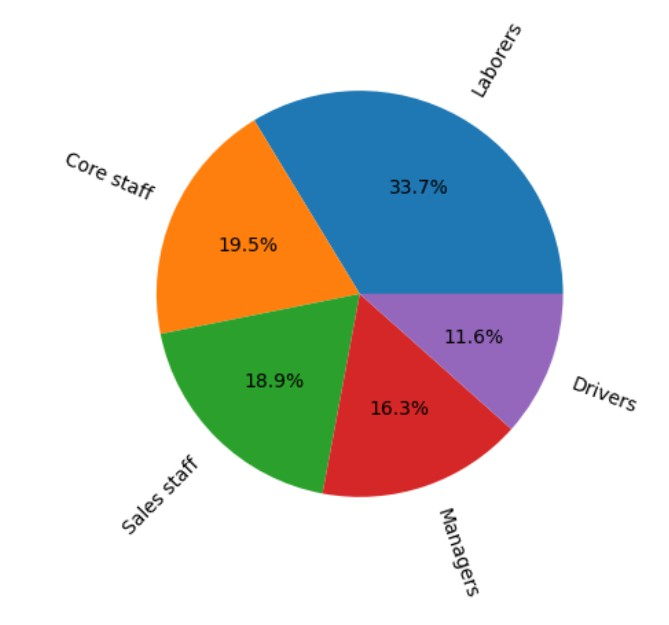 Laborers
33.7%
Core staff
19.5%
11.6%
18.9%
16.3%
Drivers
Sales staff
Managers